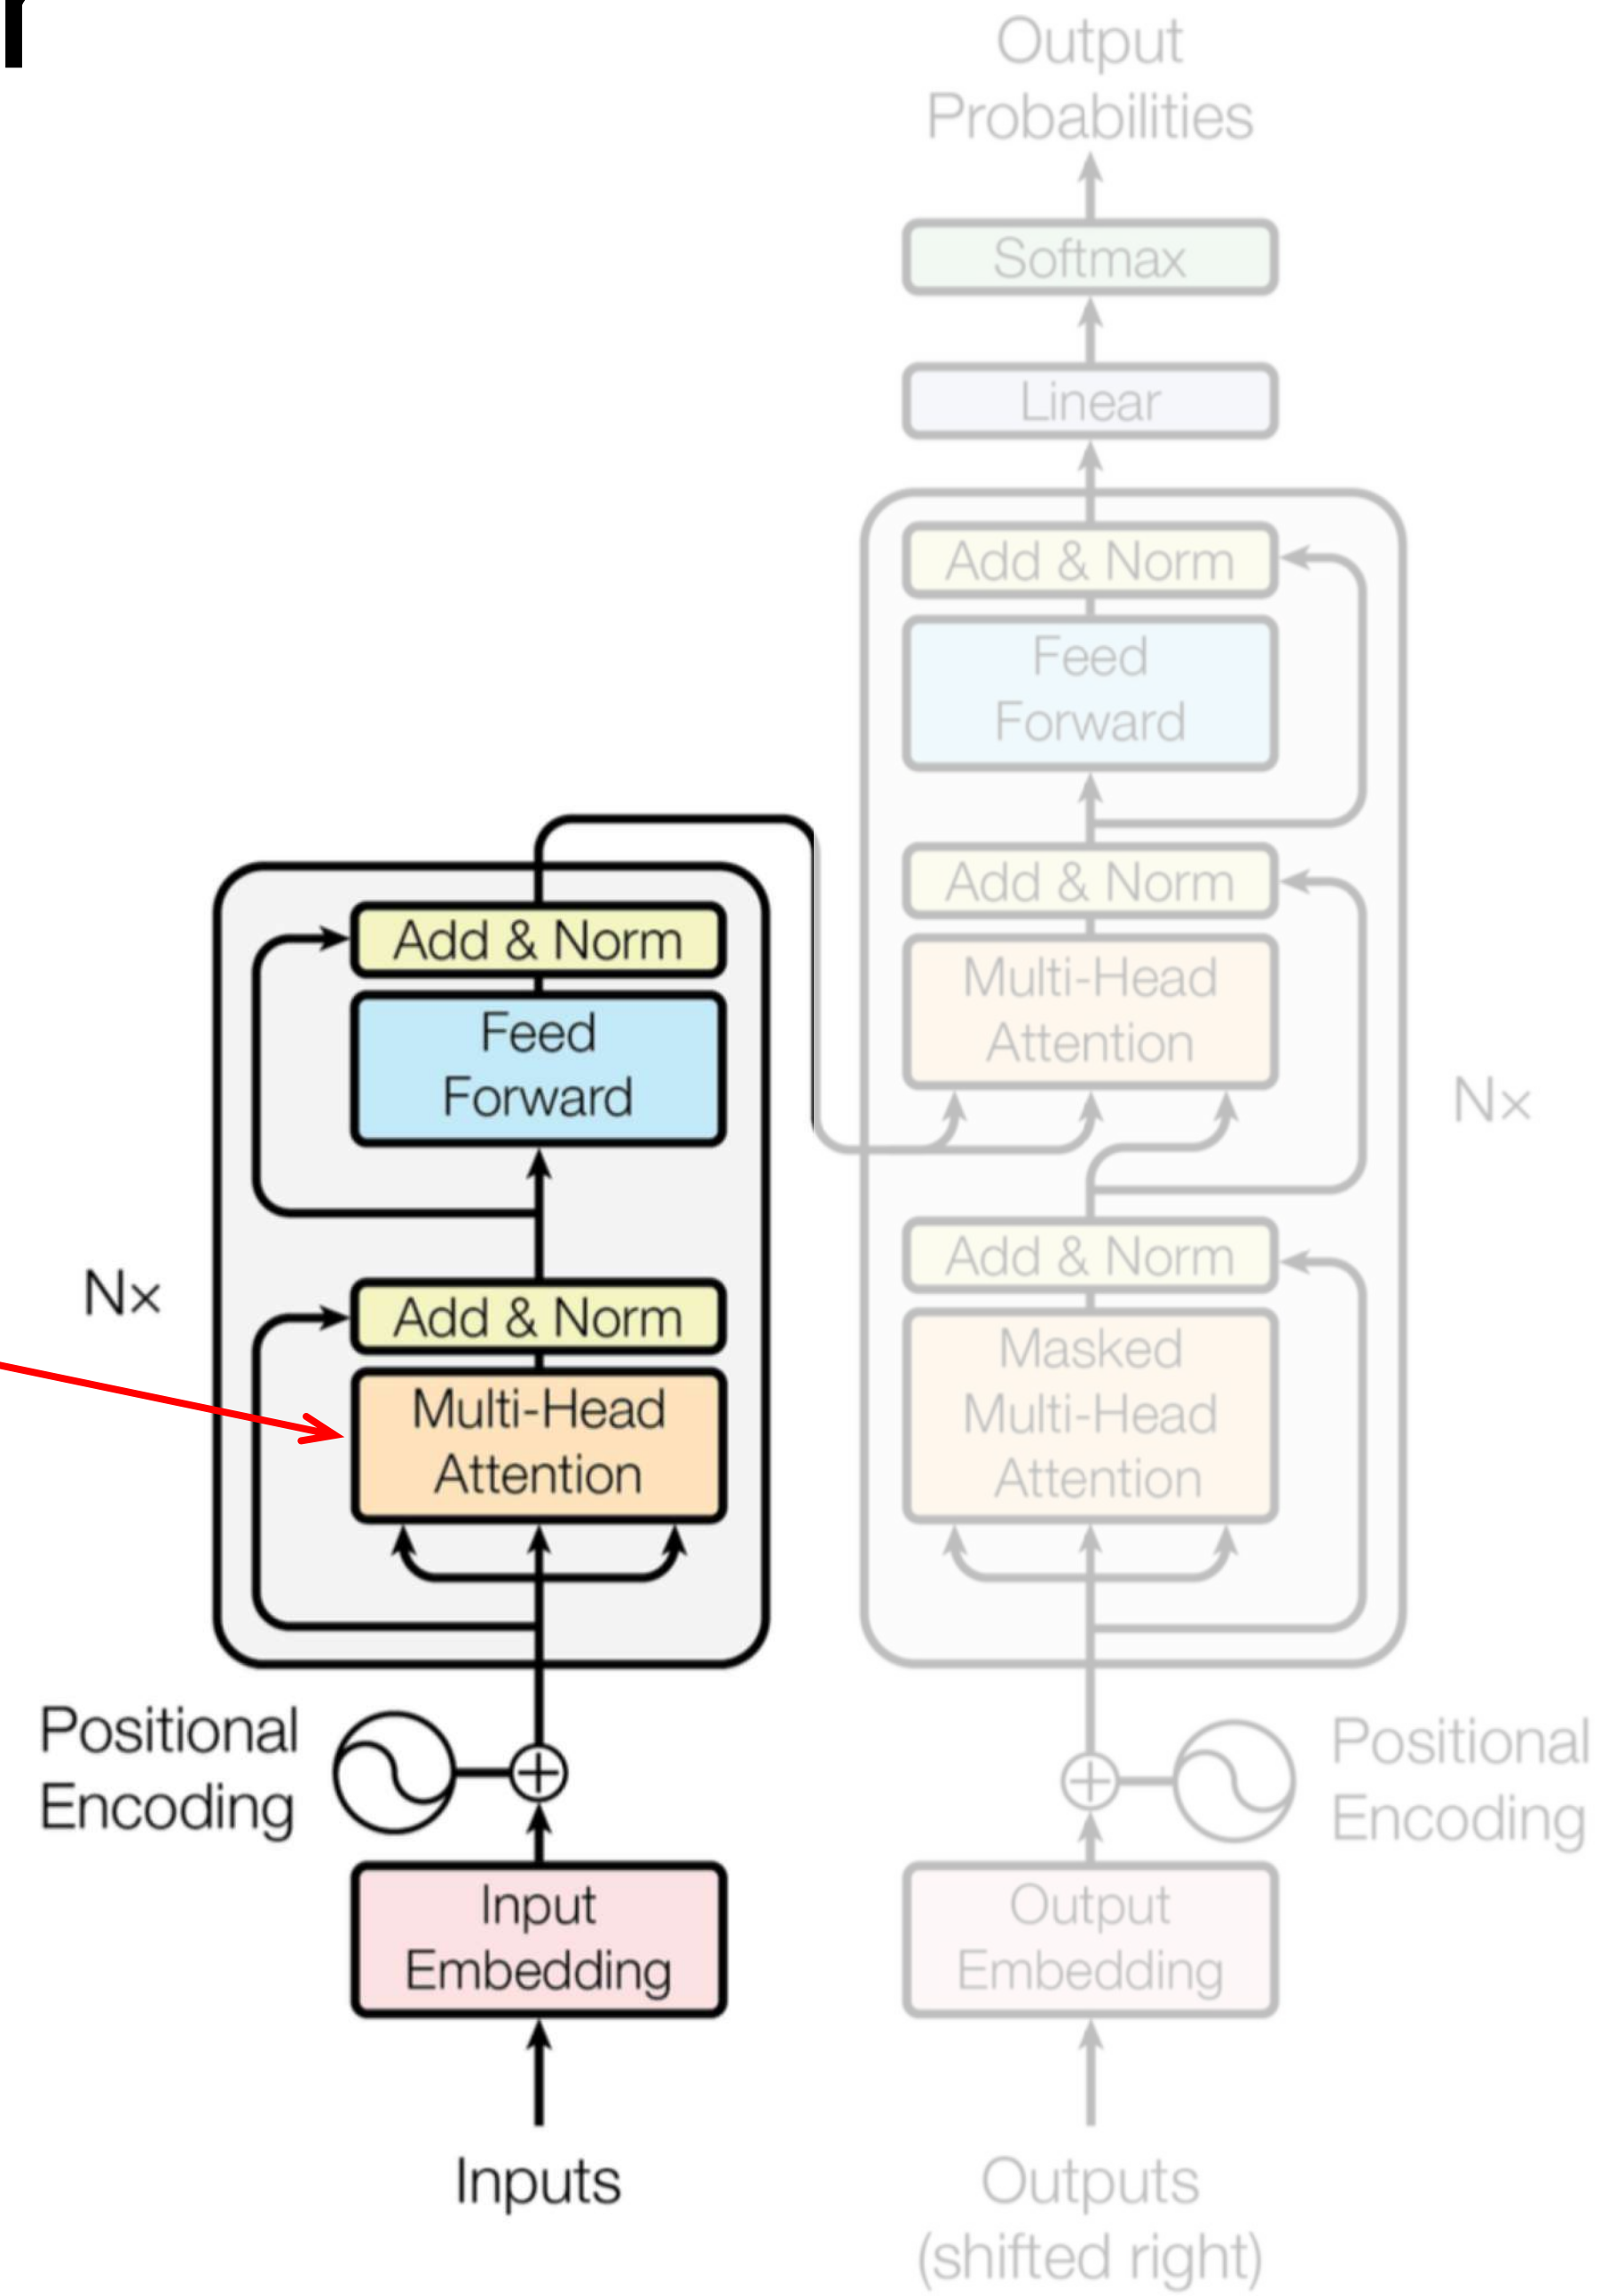 r
Output
Probabilities
Softmax
Linear
Add & Norm
Feed
Forward
Add & Norm
Multi-Head
Attention
Nx
Add & Norm
Masked
Multi-Head
Attention
Positional
Encoding
Output
Embedding
Outputs
(shifted right)
Add & Norm
Feed
Forward
Nx
Add & Norm
Multi-Head
Attention
Positional
Encoding
Input
Embedding
Inputs